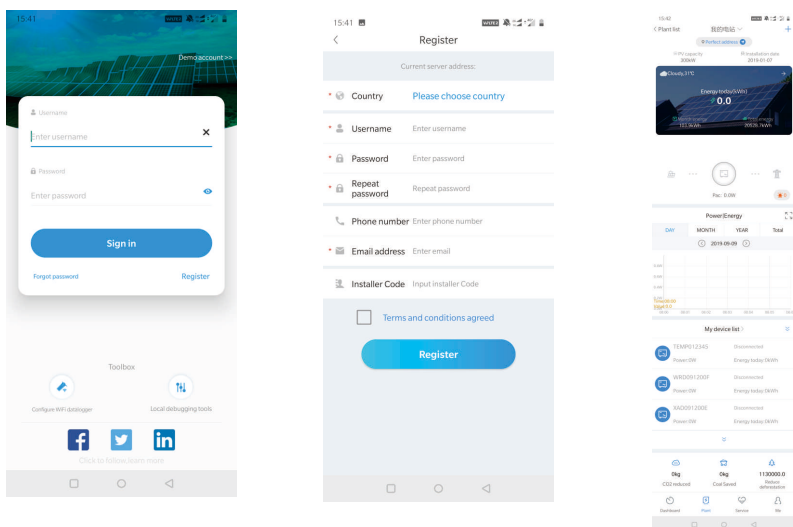 15:41
Demo account >>
Username
Enter username
Password
Enter password
Sign in
Forgot password
Register
Toolbox
Configure WiFi datalogger
Local debugging tools
Click to follow,learn more
15:41
Register
Current server address:
* Country Please choose country
* Username Enter username
* Password Enter password
* Repeat password Repeat password
Phone number Enter phone number
* Email address Enter email
Installer Code Input installer Code
Terms and conditions agreed
Register
15:42
Plant list
我的电站
Perfect address
PV capacity
Installation date
300kW
2019-01-07
Cloudy,31℃
Energy today(kWh)
0.0
Pac: 0.0W
Power/Energy
DAY
MONTH
YEAR
Total
2019-09-09
My device list
TEMP012345
Disconnected
Power:0W
Energy today:0kWh
Disconnected
Power:0W
Energy today:0kWh
Disconnected
Power:0W
Energy today:0kWh
0kg
0kg
1130000.0
CO2 reduced
Coal Saved
Reduce deforestation
Dashboard
Plant
Service
Me